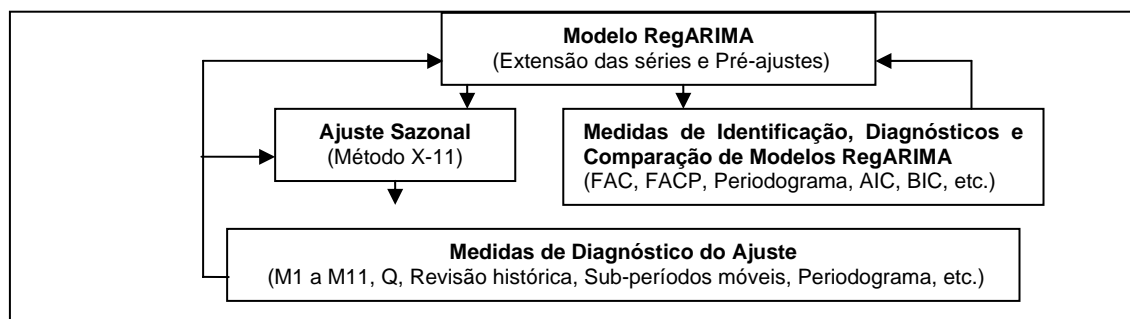 Modelo RegARIMA
(Extensão das séries e Pré-ajustes)
Ajuste Sazonal
(Método X-11)
Medidas de Identificação, Diagnósticos e
Comparação de Modelos RegARIMA
(FAC, FACP, Periodograma, AIC, BIC, etc.)
Medidas de Diagnóstico do Ajuste
(M1 a M11, Q, Revisão histórica, Sub-períodos móveis, Periodograma, etc.)